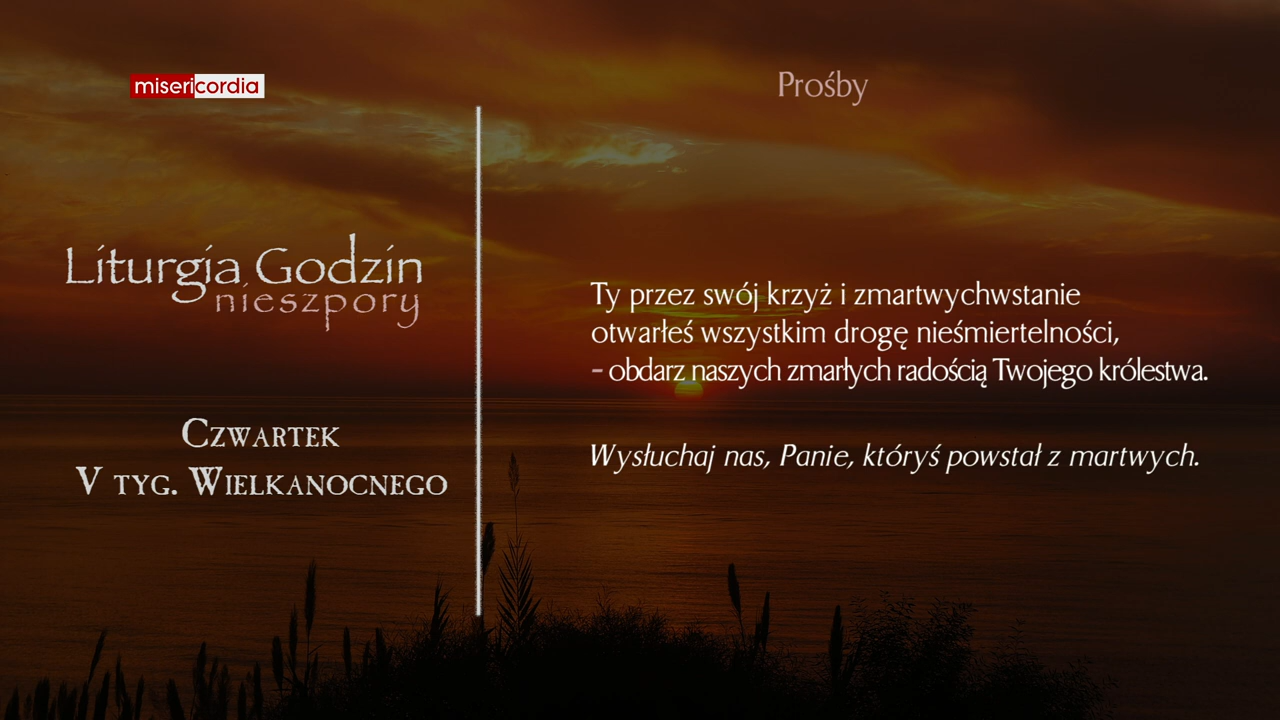 misericordia
Liturgia Godzin
nieszpory
Czwartek
V tyg. Wielkanocnego
Prośby
Ty przez swój krzyż i zmartwychwstanie
otwarłeś wszystkim drogę nieśmiertelności,
- obdarz naszych zmarłych radością Twojego królestwa.
Wysłuchaj nas, Panie, któryś powstał z martwych.